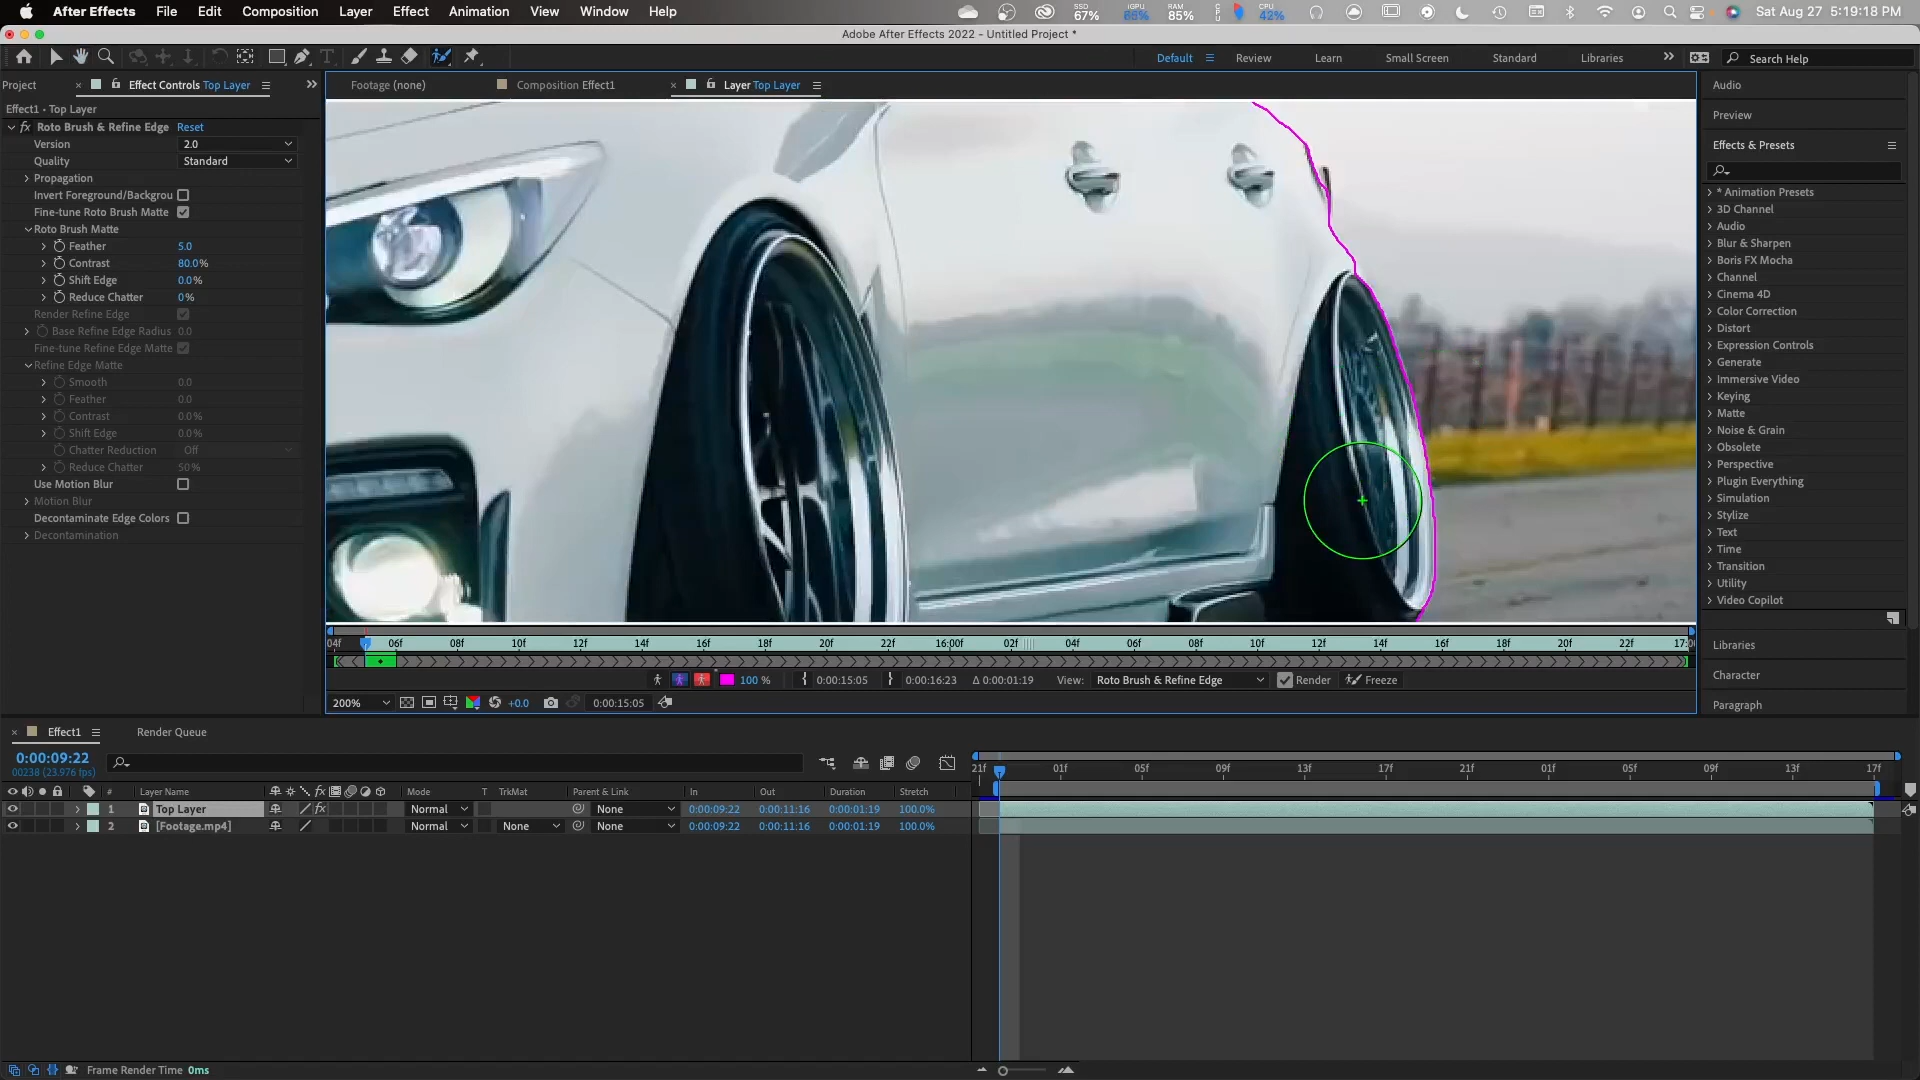 After Effects File Edit Composition Layer Effect Animation View Window Help
SSD 67% iGPU 86% RAM 85% CPU 42% Sat Aug 27 5:19:18 PM
Adobe After Effects 2022 - Untitled Project *
Default Review Learn Small Screen Standard Libraries Search Help
Project Effect Controls Top Layer
Footage (none) Composition Effect1 Layer Top Layer
Effect1 • Top Layer
fx Roto Brush & Refine Edge Reset
Version 2.0
Quality Standard
Propagation
Invert Foreground/Backgrou
Fine-tune Roto Brush Matte
Roto Brush Matte
Feather 5.0
Contrast 80.0%
Shift Edge 0.0%
Reduce Chatter 0%
Render Refine Edge
Base Refine Edge Radius 0.0
Fine-tune Refine Edge Matte
Refine Edge Matte
Smooth 0.0
Feather 0.0
Contrast 0.0%
Shift Edge 0.0%
Chatter Reduction Off
Reduce Chatter 50%
Use Motion Blur
Motion Blur
Decontaminate Edge Colors
Decontamination
Audio
Preview
Effects & Presets
* Animation Presets
3D Channel
Audio
Blur & Sharpen
Boris FX Mocha
Channel
Cinema 4D
Color Correction
Distort
Expression Controls
Generate
Immersive Video
Keying
Matte
Noise & Grain
Obsolete
Perspective
Plugin Everything
Simulation
Stylize
Text
Time
Transition
Utility
Video Copilot
Libraries
Character
Paragraph
04f 06f 08f 10f 12f 14f 16f 18f 20f 22f 16:00f 02f 04f 06f 08f 10f 12f 14f 16f 18f 20f 22f 17:0
100 % 0:00:15:05 0:00:16:23 Δ 0:00:01:19 View: Roto Brush & Refine Edge Render Freeze
200% +0.0 0:00:15:05
Effect1 Render Queue
0:00:09:22
00238 (23.976 fps)
21f 01f 05f 09f 13f 17f 21f 01f 05f 09f 13f 17f
# Layer Name fx Mode T TrkMat Parent & Link In Out Duration Stretch
1 Top Layer fx Normal None 0:00:09:22 0:00:11:16 0:00:01:19 100.0%
2 [Footage.mp4] Normal None None 0:00:09:22 0:00:11:16 0:00:01:19 100.0%
Frame Render Time 0ms